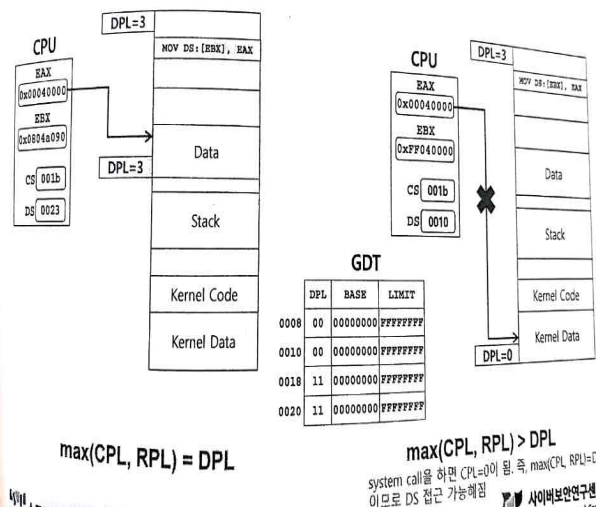 DPL=3
CPU
MOV DS:[EBX], EAX
EAX
0x00040000
EBX
0x0804a090
Data
DPL=3
CS 001b
DS 0023
Stack
Kernel Code
Kernel Data
max(CPL, RPL) = DPL
GDT
DPL BASE LIMIT
0008 00 00000000 FFFFFFFF
0010 00 00000000 FFFFFFFF
0018 11 00000000 FFFFFFFF
0020 11 00000000 FFFFFFFF
DPL=3
CPU
MOV DS:[EBX], EAX
EAX
0x00040000
EBX
0xFF040000
Data
CS 001b
DS 0010
Stack
Kernel Code
Kernel Data
DPL=0
max(CPL, RPL) > DPL
system call을 하면 CPL=0이 됨. 즉, max(CPL, RPL)=D
이므로 DS 접근 가능해짐
사이버보안연구센